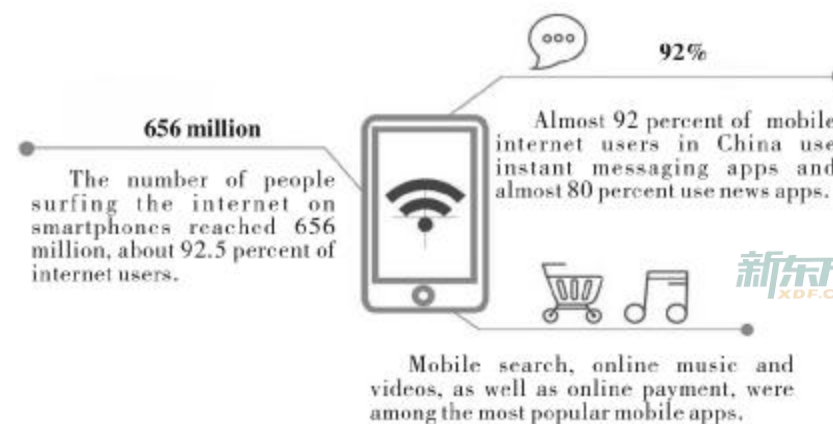 92%
656 million
Almost 92 percent of mobile
internet users in China use
instant messaging apps and
almost 80 percent use news apps.
The number of people
surfing the internet on
smartphones reached 656
million, about 92.5 percent of
internet users.
新东
XDF.C
Mobile search, online music and
videos, as well as online payment, were
among the most popular mobile apps.